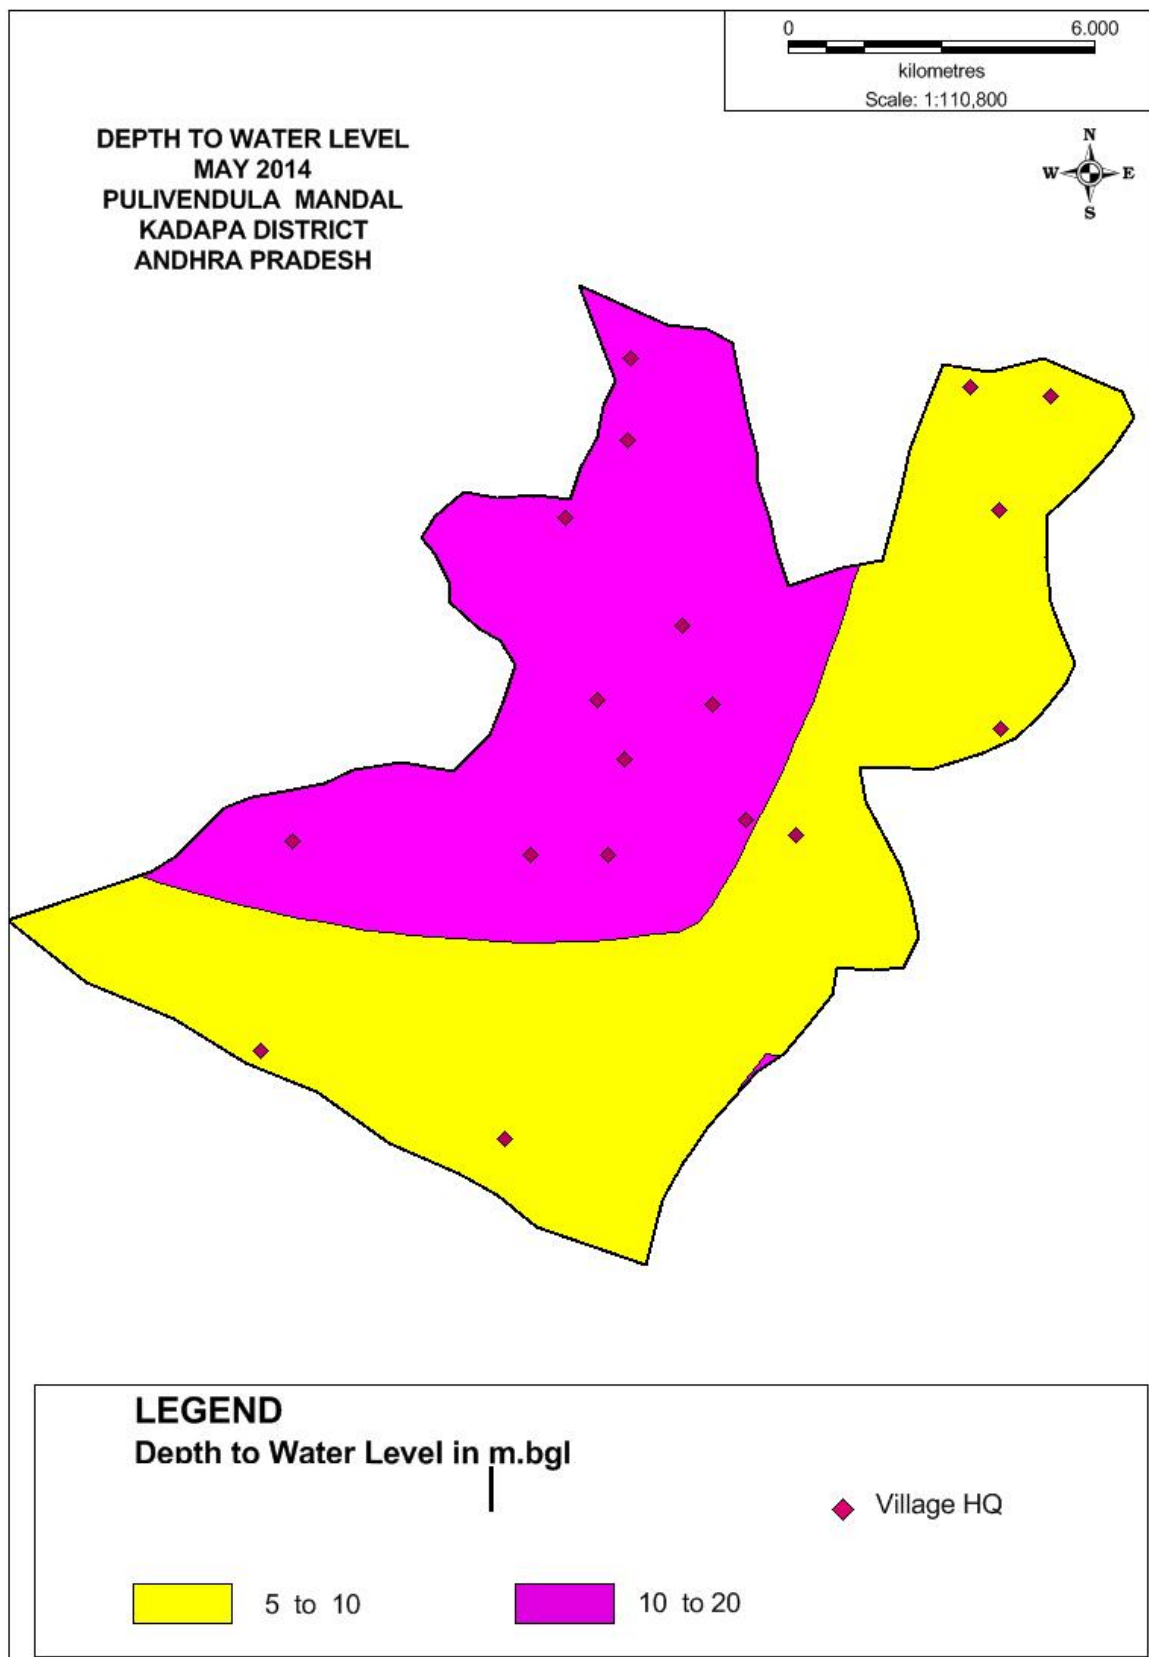 0 6.000
kilometres
Scale: 1:110,800
DEPTH TO WATER LEVEL
MAY 2014
PULIVENDULA MANDAL
KADAPA DISTRICT
ANDHRA PRADESH
N
W E
S
LEGEND
Depth to Water Level in m.bgl
Village HQ
5 to 10
10 to 20